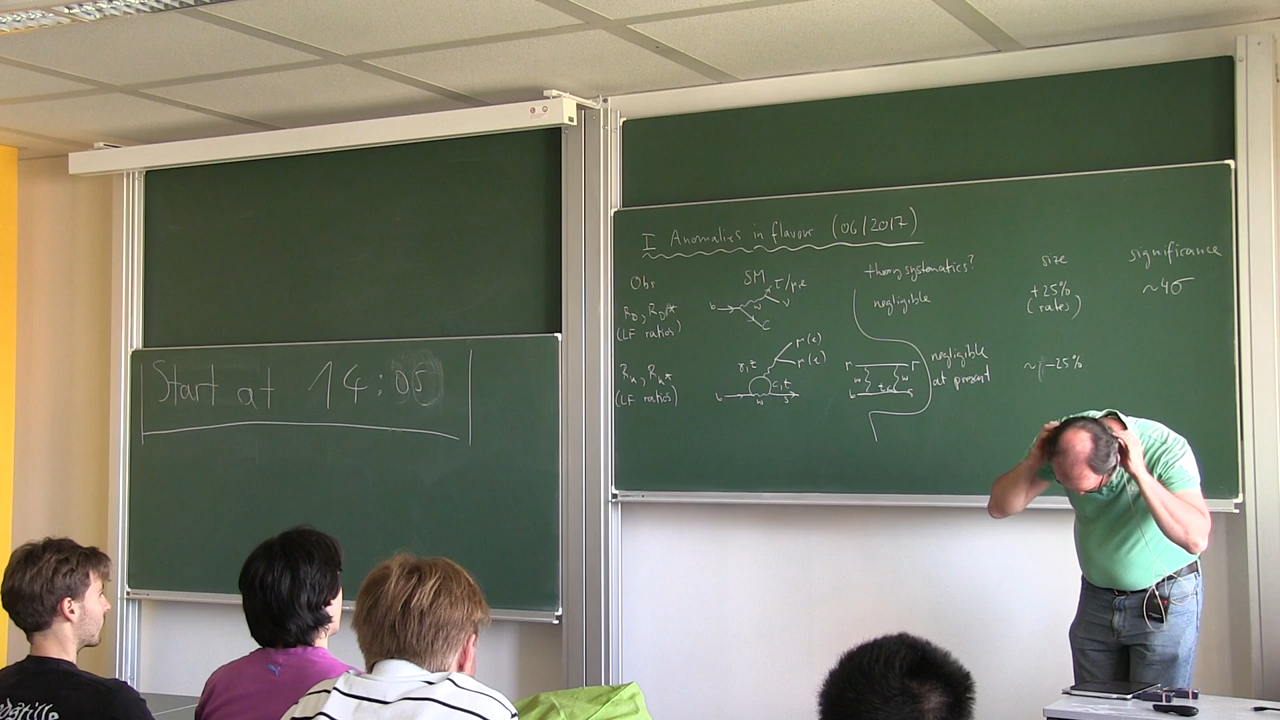 Start at 14:05
I Anomalies in flavour (06/2017)
Obs SM theory systematics? size significance
R_D, R_D* τ/μ,e negligible +25% ~4σ
(LF ratios) b w ν c (rates)
R_K, R_K* γ,Z μ(e) μ(e) negligible ~ -25%
(LF ratios) b c,t w s at present